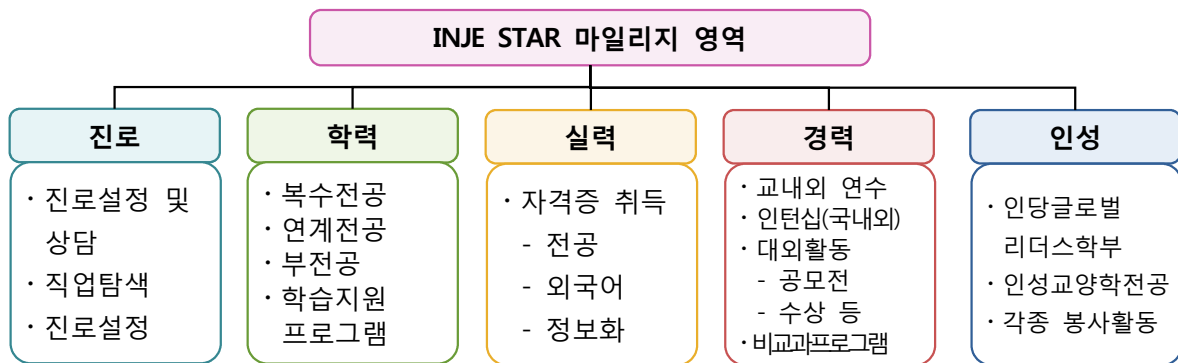 INJE STAR 마일리지 영역
진로
· 진로설정 및
상담
· 직업탐색
· 진로설정
학력
· 복수전공
· 연계전공
· 부전공
· 학습지원
프로그램
실력
· 자격증 취득
- 전공
- 외국어
- 정보화
경력
· 교내외 연수
· 인턴십(국내외)
· 대외활동
- 공모전
- 수상 등
· 비교과프로그램
인성
· 인당글로벌
리더스학부
· 인성교양학전공
· 각종 봉사활동